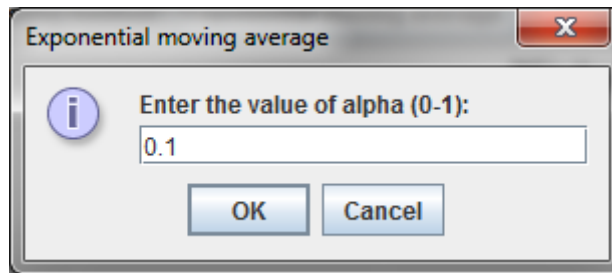 Exponential moving average
Enter the value of alpha (0-1):
0.1
OK
Cancel